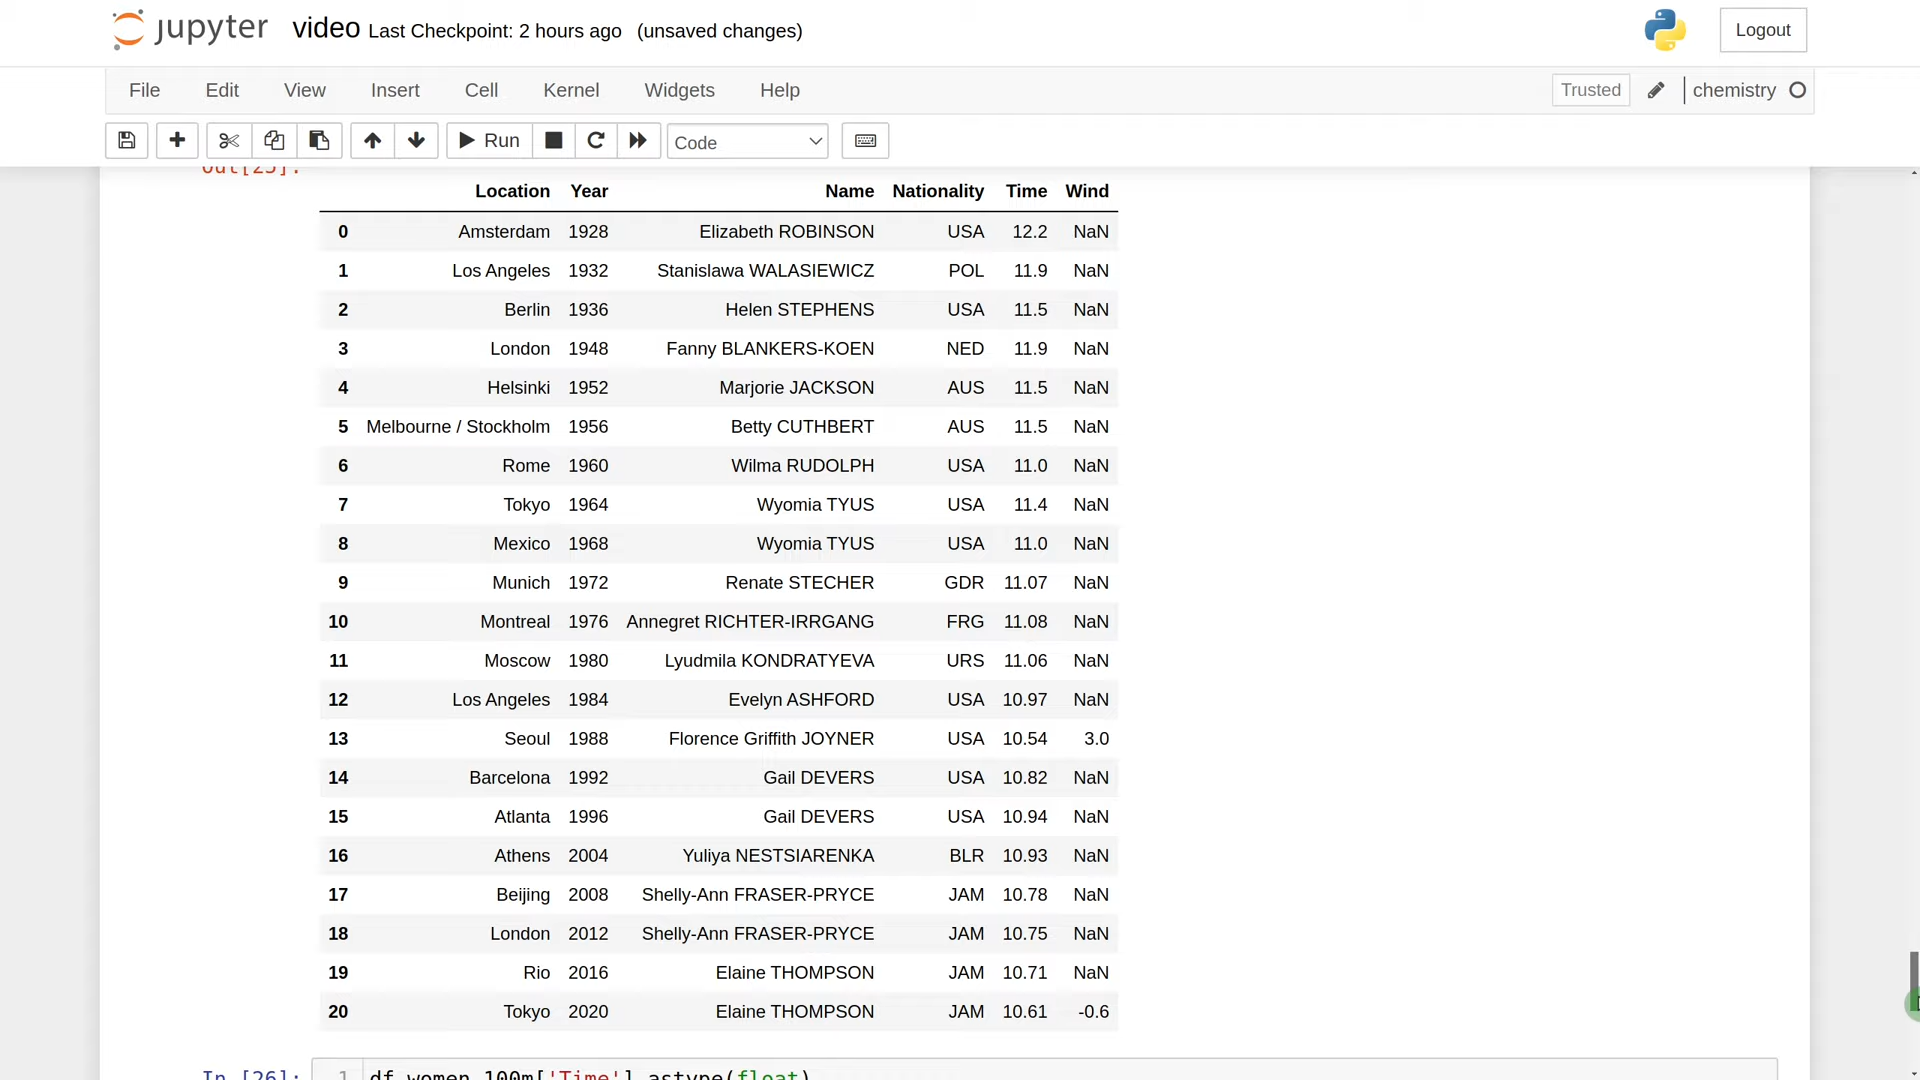 jupyter video Last Checkpoint: 2 hours ago (unsaved changes) Logout
File Edit View Insert Cell Kernel Widgets Help Trusted chemistry
Run Code
Out[25]:
Location Year Name Nationality Time Wind
0 Amsterdam 1928 Elizabeth ROBINSON USA 12.2 NaN
1 Los Angeles 1932 Stanislawa WALASIEWICZ POL 11.9 NaN
2 Berlin 1936 Helen STEPHENS USA 11.5 NaN
3 London 1948 Fanny BLANKERS-KOEN NED 11.9 NaN
4 Helsinki 1952 Marjorie JACKSON AUS 11.5 NaN
5 Melbourne / Stockholm 1956 Betty CUTHBERT AUS 11.5 NaN
6 Rome 1960 Wilma RUDOLPH USA 11.0 NaN
7 Tokyo 1964 Wyomia TYUS USA 11.4 NaN
8 Mexico 1968 Wyomia TYUS USA 11.0 NaN
9 Munich 1972 Renate STECHER GDR 11.07 NaN
10 Montreal 1976 Annegret RICHTER-IRRGANG FRG 11.08 NaN
11 Moscow 1980 Lyudmila KONDRATYEVA URS 11.06 NaN
12 Los Angeles 1984 Evelyn ASHFORD USA 10.97 NaN
13 Seoul 1988 Florence Griffith JOYNER USA 10.54 3.0
14 Barcelona 1992 Gail DEVERS USA 10.82 NaN
15 Atlanta 1996 Gail DEVERS USA 10.94 NaN
16 Athens 2004 Yuliya NESTSIARENKA BLR 10.93 NaN
17 Beijing 2008 Shelly-Ann FRASER-PRYCE JAM 10.78 NaN
18 London 2012 Shelly-Ann FRASER-PRYCE JAM 10.75 NaN
19 Rio 2016 Elaine THOMPSON JAM 10.71 NaN
20 Tokyo 2020 Elaine THOMPSON JAM 10.61 -0.6
In [26]: 1 df_women_100m['Time'].astype(float)